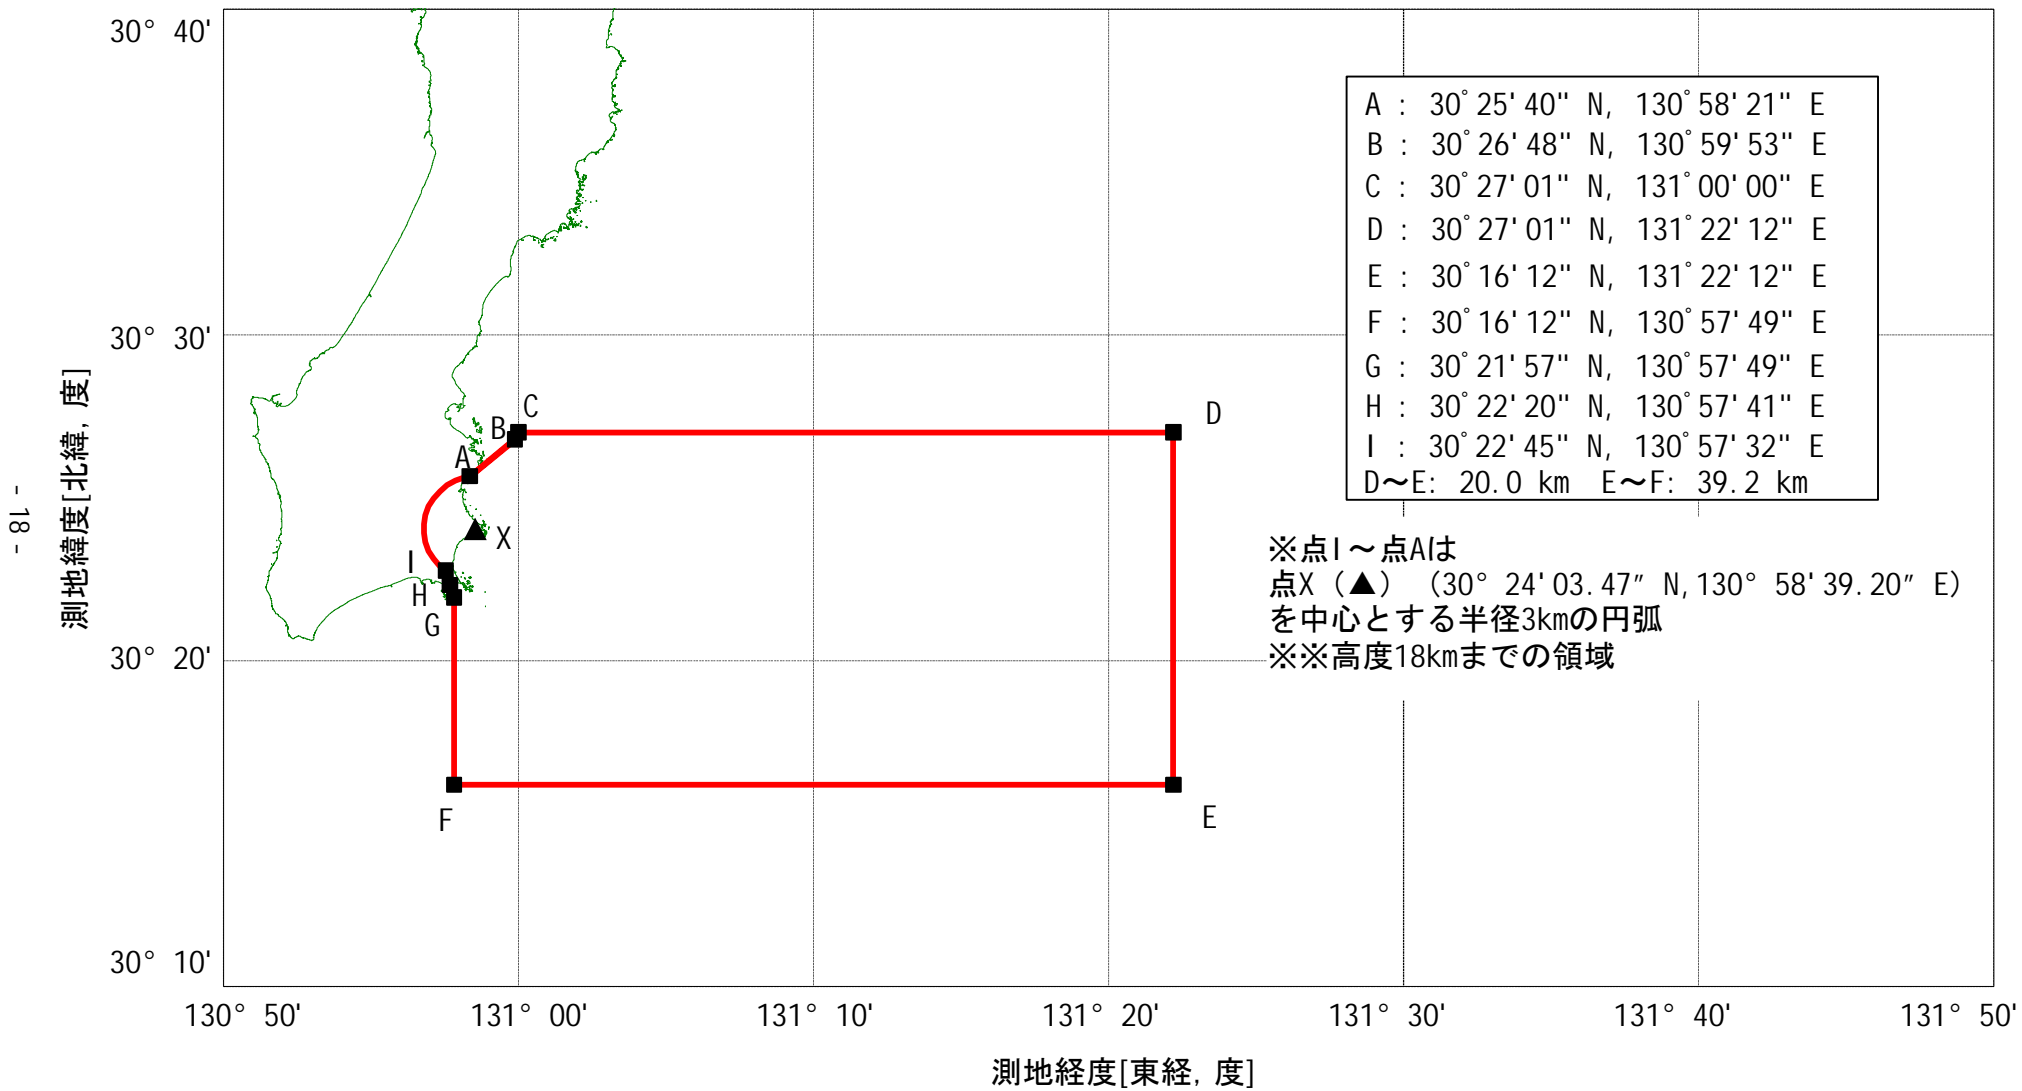 30° 40'
30° 30'
30° 20'
30° 10'
測地緯度[北緯, 度]
- 18 -
130° 50'
131° 00'
131° 10'
131° 20'
131° 30'
131° 40'
131° 50'
測地経度[東経, 度]
A
B
C
D
E
F
G
H
I
X
A : 30°25'40" N, 130°58'21" E
B : 30°26'48" N, 130°59'53" E
C : 30°27'01" N, 131°00'00" E
D : 30°27'01" N, 131°22'12" E
E : 30°16'12" N, 131°22'12" E
F : 30°16'12" N, 130°57'49" E
G : 30°21'57" N, 130°57'49" E
H : 30°22'20" N, 130°57'41" E
I : 30°22'45" N, 130°57'32" E
D～E: 20.0 km E～F: 39.2 km
※点I～点Aは
点X（▲）（30° 24'03.47″ N,130° 58'39.20″ E）
を中心とする半径3kmの円弧
※※高度18kmまでの領域